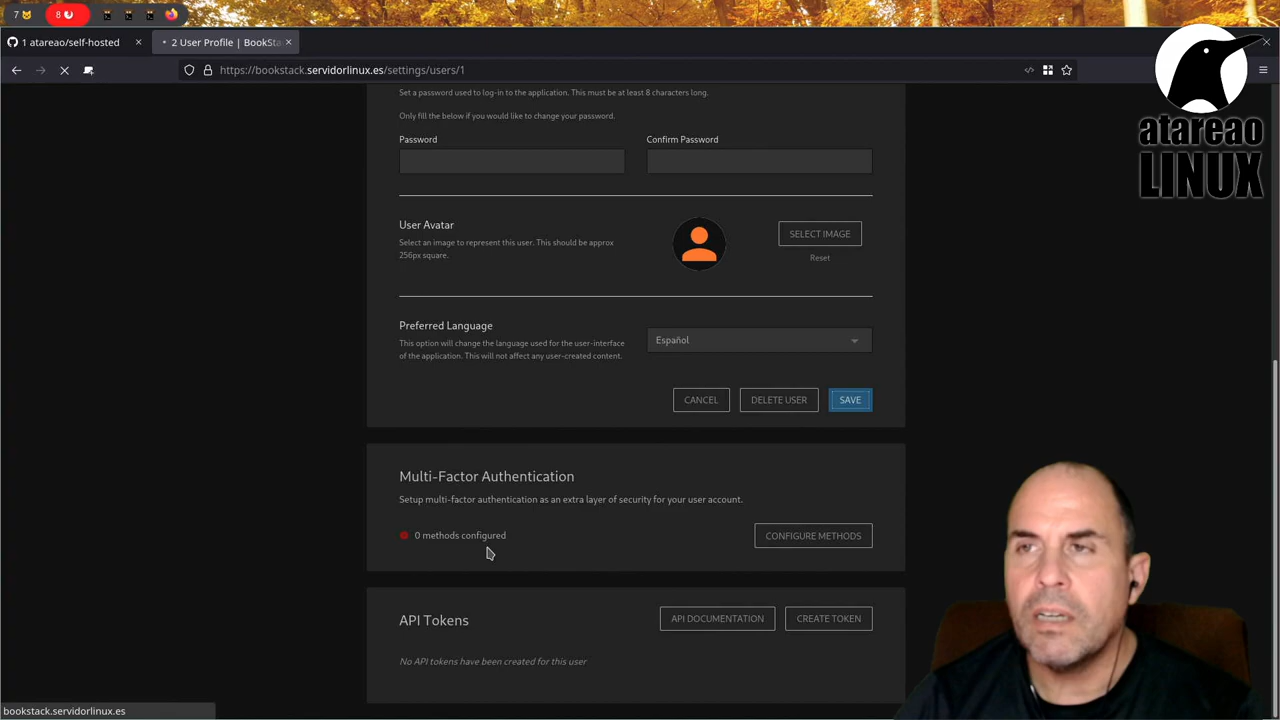 7
8
1 atareao/self-hosted
2 User Profile | BookSta
https://bookstack.servidorlinux.es/settings/users/1
atareao
LINUX
Set a password used to log-in to the application. This must be at least 8 characters long.
Only fill the below if you would like to change your password.
Password
Confirm Password
User Avatar
Select an image to represent this user. This should be approx
256px square.
SELECT IMAGE
Reset
Preferred Language
This option will change the language used for the user-interface
of the application. This will not affect any user-created content.
Español
CANCEL
DELETE USER
SAVE
Multi-Factor Authentication
Setup multi-factor authentication as an extra layer of security for your user account.
0 methods configured
CONFIGURE METHODS
API Tokens
API DOCUMENTATION
CREATE TOKEN
No API tokens have been created for this user
bookstack.servidorlinux.es